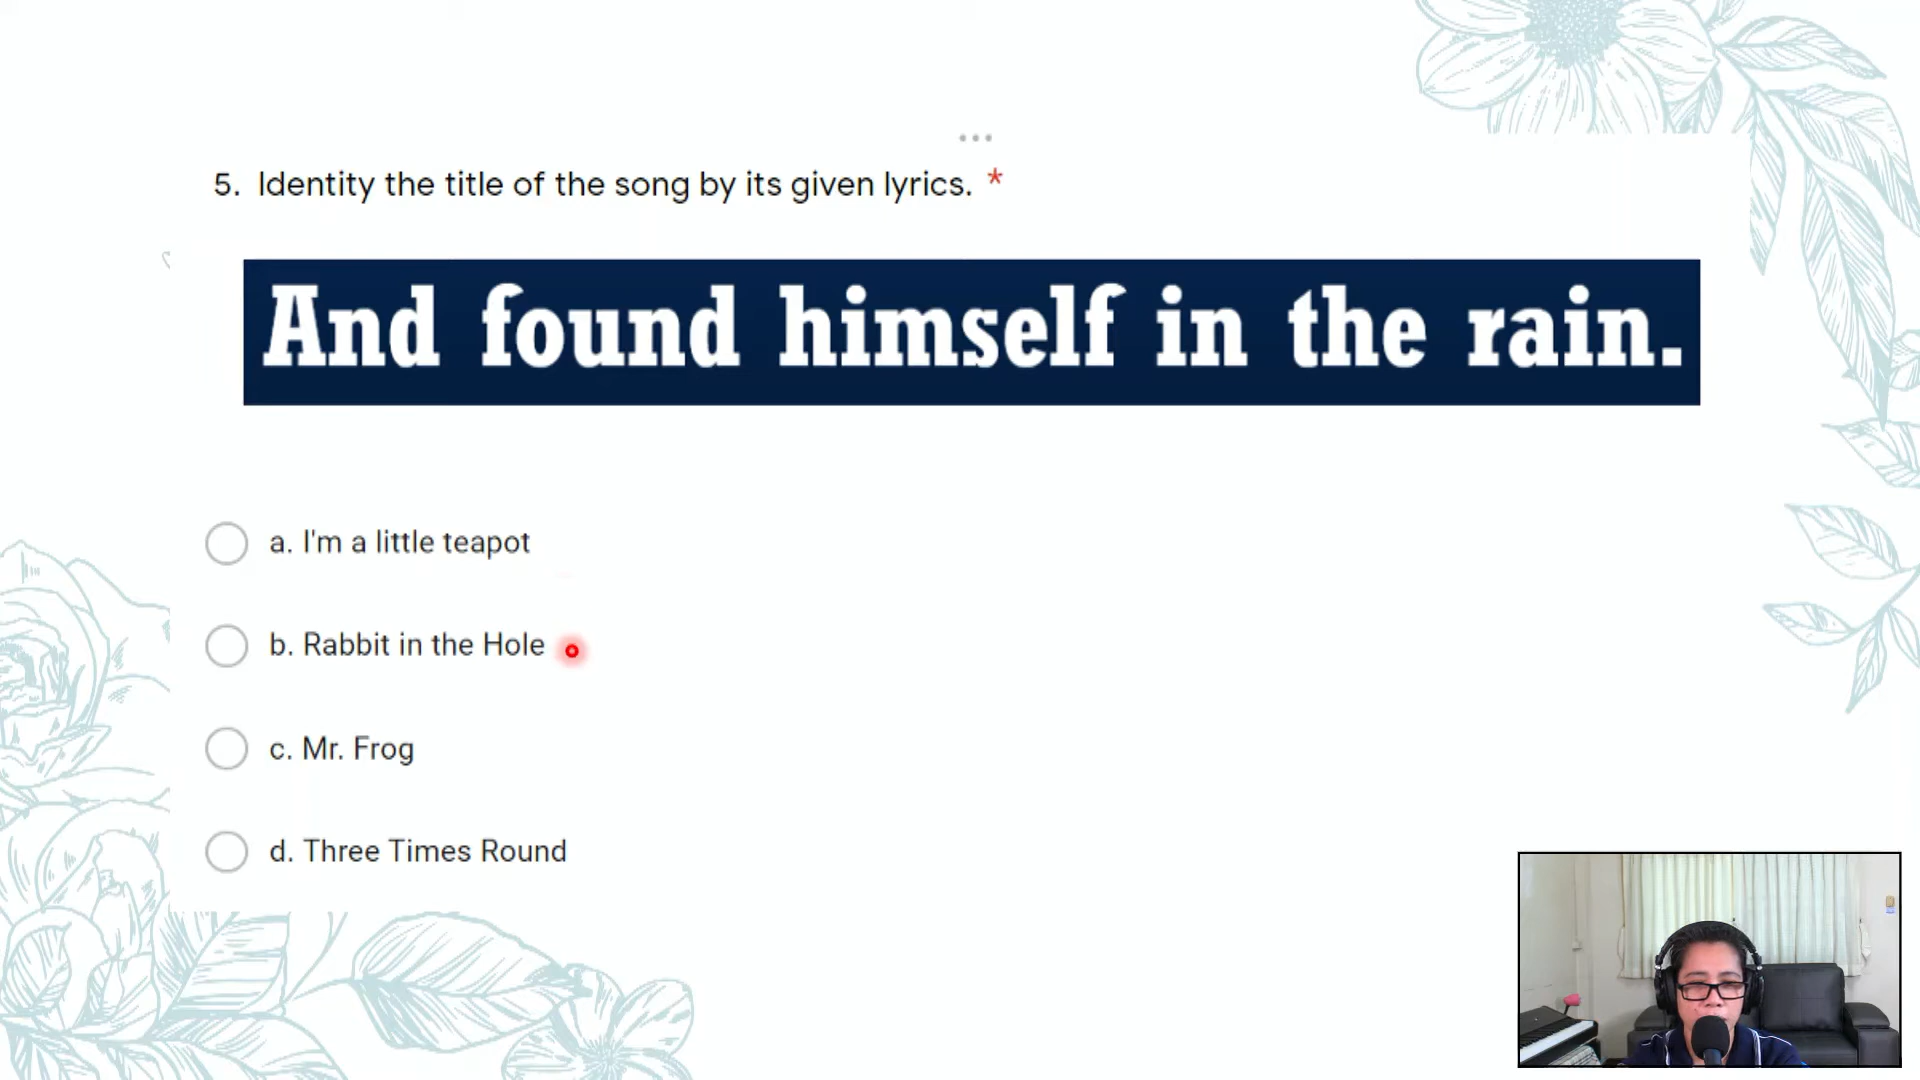 5. Identity the title of the song by its given lyrics. *
And found himself in the rain.
a. I'm a little teapot
b. Rabbit in the Hole
c. Mr. Frog
d. Three Times Round